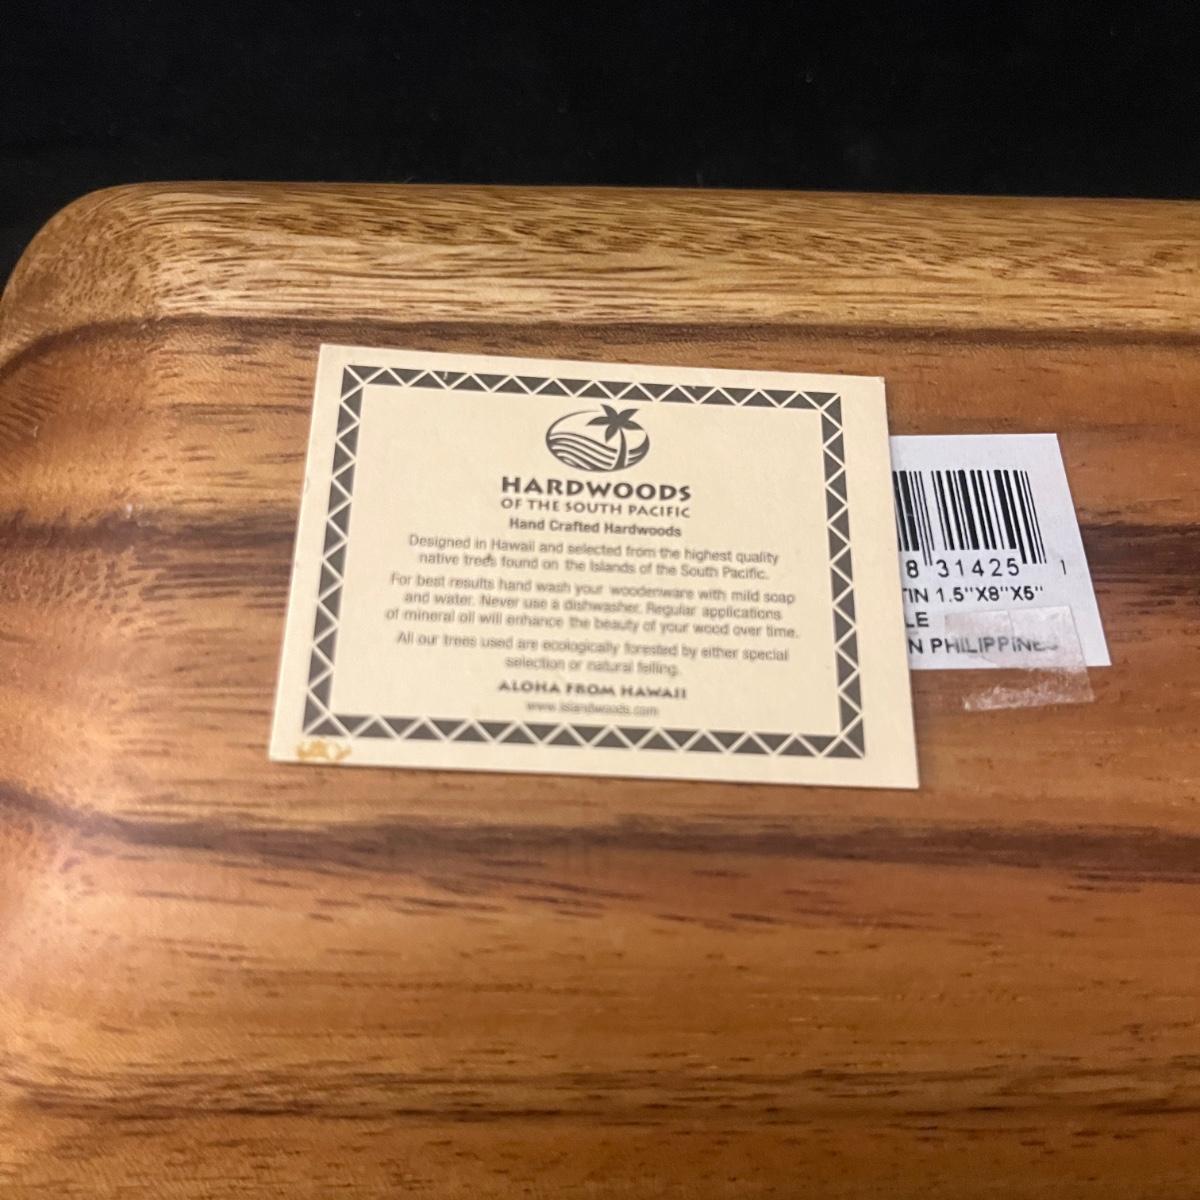 HARDWOODS
OF THE SOUTH PACIFIC
Hand Crafted Hardwoods
Designed in Hawaii and selected from the highest quality
native trees found on the Islands of the South Pacific.
For best results hand wash your woodenware with mild soap
and water. Never use a dishwasher. Regular applications
of mineral oil will enhance the beauty of your wood over time.
All our trees used are ecologically forested by either special
selection or natural felling.
ALOHA FROM HAWAII
www.islandwoods.com
8 31425 1
TIN 1.5"X8"X5"
LE
N PHILIPPINES